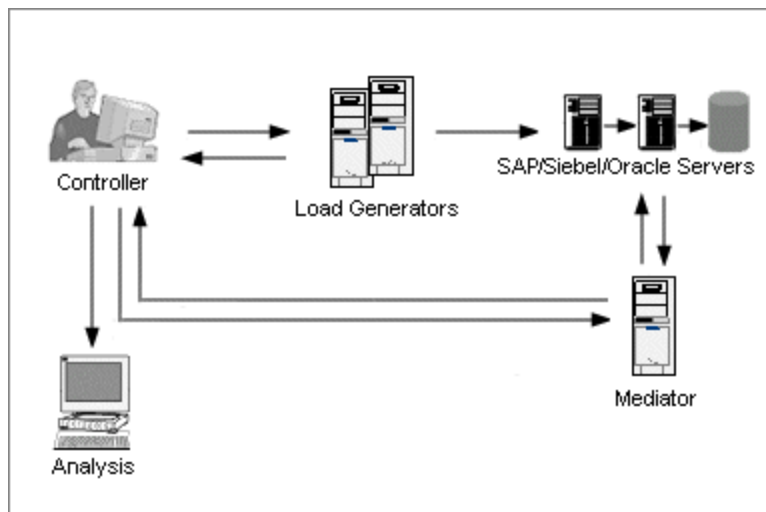 Controller
Load Generators
SAP/Siebel/Oracle Servers
Mediator
Analysis